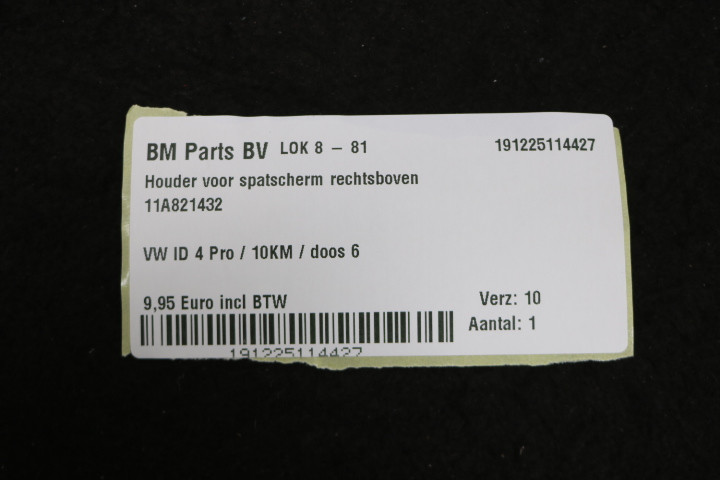 BM Parts BV LOK 8 – 81 191225114427
Houder voor spatscherm rechtsboven
11A821432
VW ID 4 Pro / 10KM / doos 6
9,95 Euro incl BTW Verz: 10
Aantal: 1
191225114427